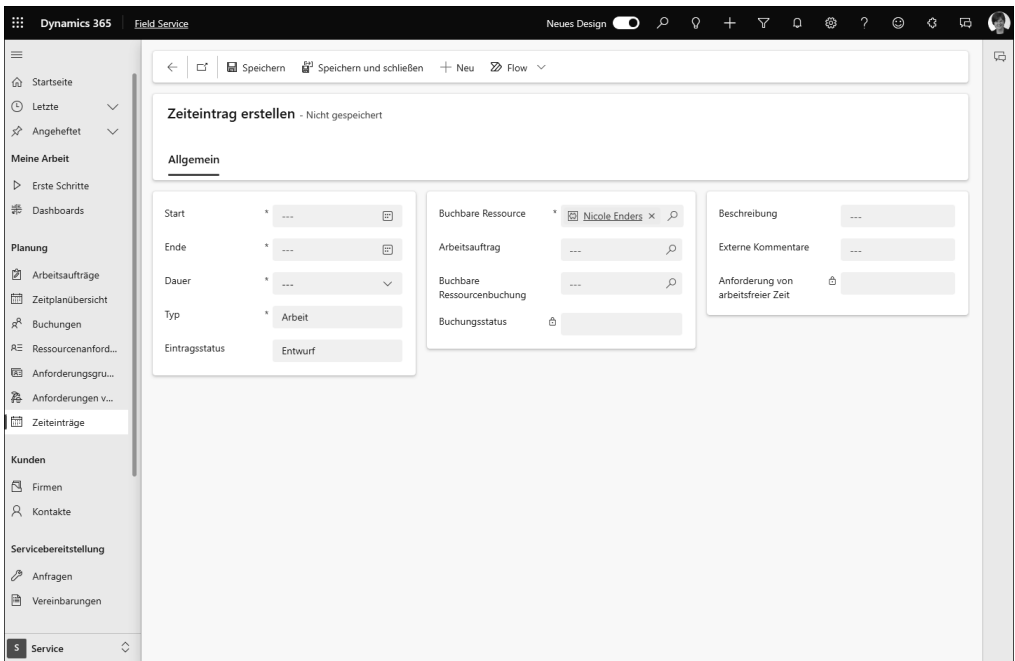 Dynamics 365 Field Service Neues Design
Startseite
Letzte
Angeheftet
Meine Arbeit
Erste Schritte
Dashboards
Planung
Arbeitsaufträge
Zeitplanübersicht
Buchungen
Ressourcenanford...
Anforderungsgru...
Anforderungen v...
Zeiteinträge
Kunden
Firmen
Kontakte
Servicebereitstellung
Anfragen
Vereinbarungen
S Service
Speichern Speichern und schließen Neu Flow
Zeiteintrag erstellen - Nicht gespeichert
Allgemein
Start * ---
Ende * ---
Dauer * ---
Typ * Arbeit
Eintragsstatus Entwurf
Buchbare Ressource * Nicole Enders ×
Arbeitsauftrag ---
Buchbare
Ressourcenbuchung ---
Buchungsstatus
Beschreibung ---
Externe Kommentare ---
Anforderung von
arbeitsfreier Zeit